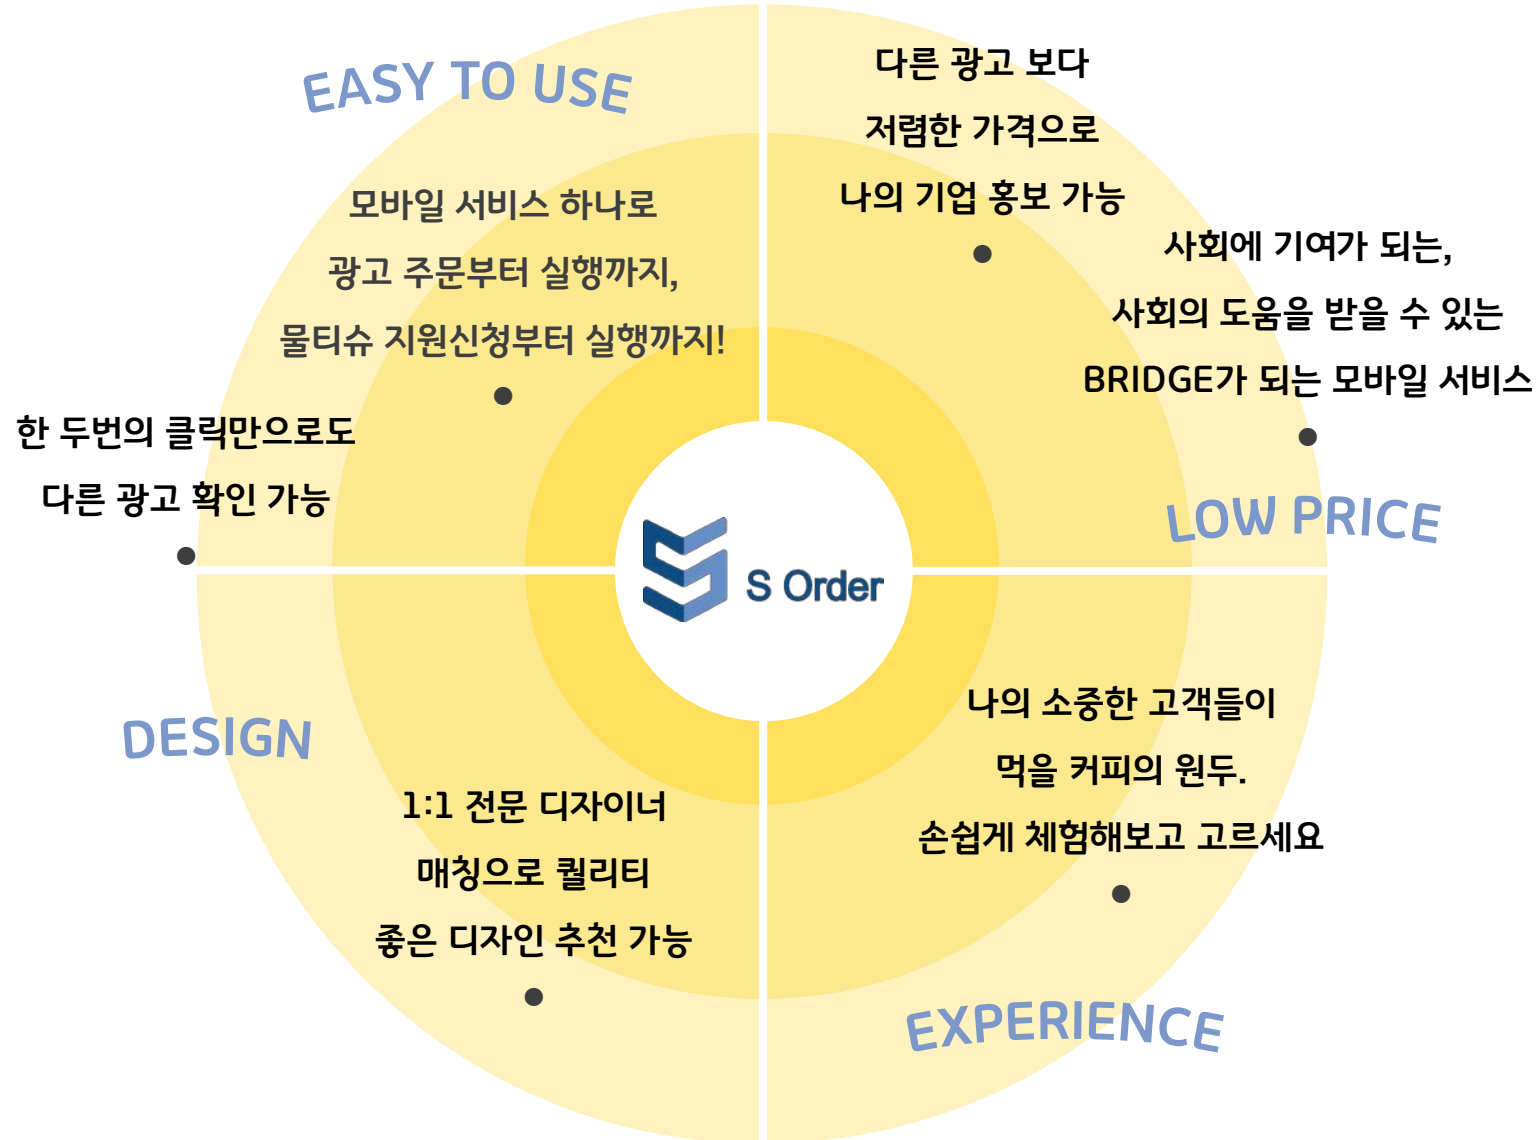 EASY TO USE
모바일 서비스 하나로
광고 주문부터 실행까지,
물티슈 지원신청부터 실행까지!
한 두번의 클릭만으로도
다른 광고 확인 가능
다른 광고 보다
저렴한 가격으로
나의 기업 홍보 가능
사회에 기여가 되는,
사회의 도움을 받을 수 있는
BRIDGE가 되는 모바일 서비스
LOW PRICE
S Order
DESIGN
1:1 전문 디자이너
매칭으로 퀄리티
좋은 디자인 추천 가능
나의 소중한 고객들이
먹을 커피의 원두.
손쉽게 체험해보고 고르세요
EXPERIENCE